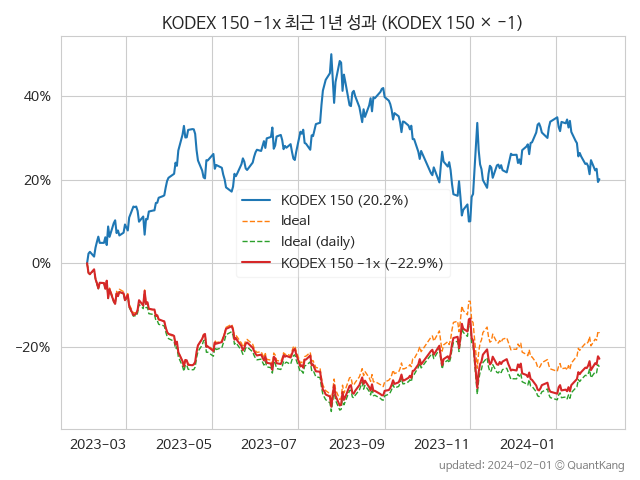 KODEX 150 −1x 최근 1년 성과 (KODEX 150 × −1)
40%
20%
0%
−20%
KODEX 150 (20.2%)
Ideal
Ideal (daily)
KODEX 150 −1x (−22.9%)
2023-03 2023-05 2023-07 2023-09 2023-11 2024-01
updated: 2024-02-01 © QuantKang